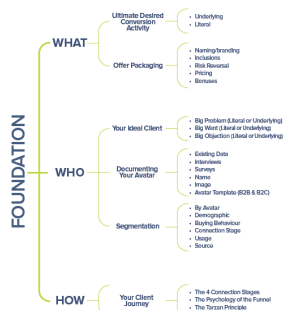 FOUNDATION
WHAT
Ultimate Desired
Conversion
Activity
• Underlying
• Literal
Offer Packaging
• Naming/branding
• Inclusions
• Risk Reversal
• Pricing
• Bonuses
WHO
Your Ideal Client
• Big Problem (Literal or Underlying)
• Big Want (Literal or Underlying)
• Big Objection (Literal or Underlying)
Documenting
Your Avatar
• Existing Data
• Interviews
• Surveys
• Name
• Image
• Avatar Template (B2B & B2C)
Segmentation
• By Avatar
• Demographic
• Buying Behaviour
• Connection Stage
• Usage
• Source
HOW
Your Client
Journey
• The 4 Connection Stages
• The Psychology of the Funnel
• The Tarzan Principle